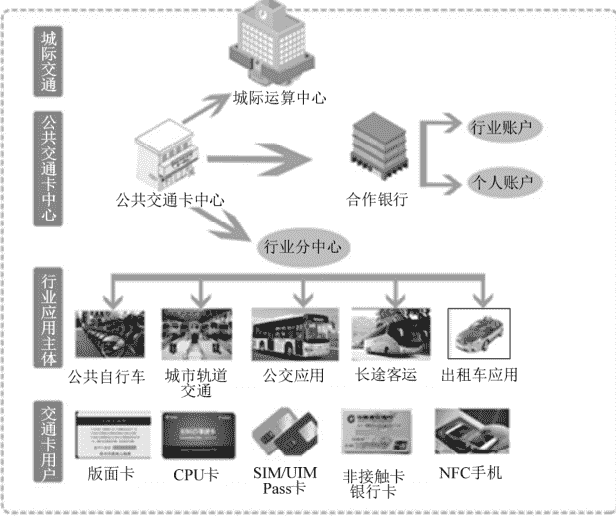 城际交通
城际运算中心
公共交通卡中心
公共交通卡中心
合作银行
行业账户
个人账户
行业分中心
行业应用主体
公共自行车
城市轨道
交通
公交应用
长途客运
出租车应用
交通卡用户
版面卡
CPU卡
SIM/UIM
Pass卡
非接触卡
银行卡
NFC手机